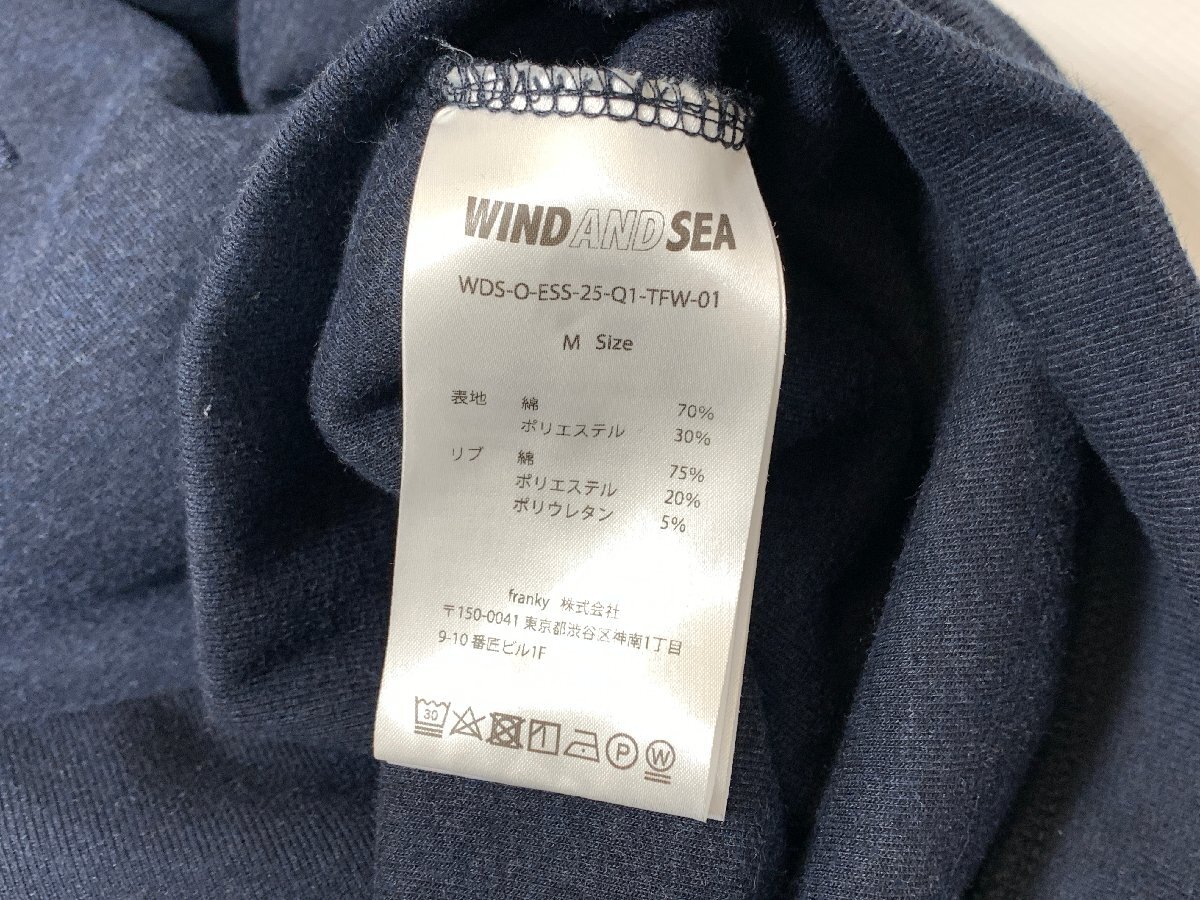 WIND AND SEA
WDS-O-ESS-25-Q1-TFW-01
M Size
表地 綿 70%
ポリエステル 30%
リブ 綿 75%
ポリエステル 20%
ポリウレタン 5%
franky 株式会社
〒150-0041 東京都渋谷区神南1丁目
9-10 番匠ビル1F
30 P W